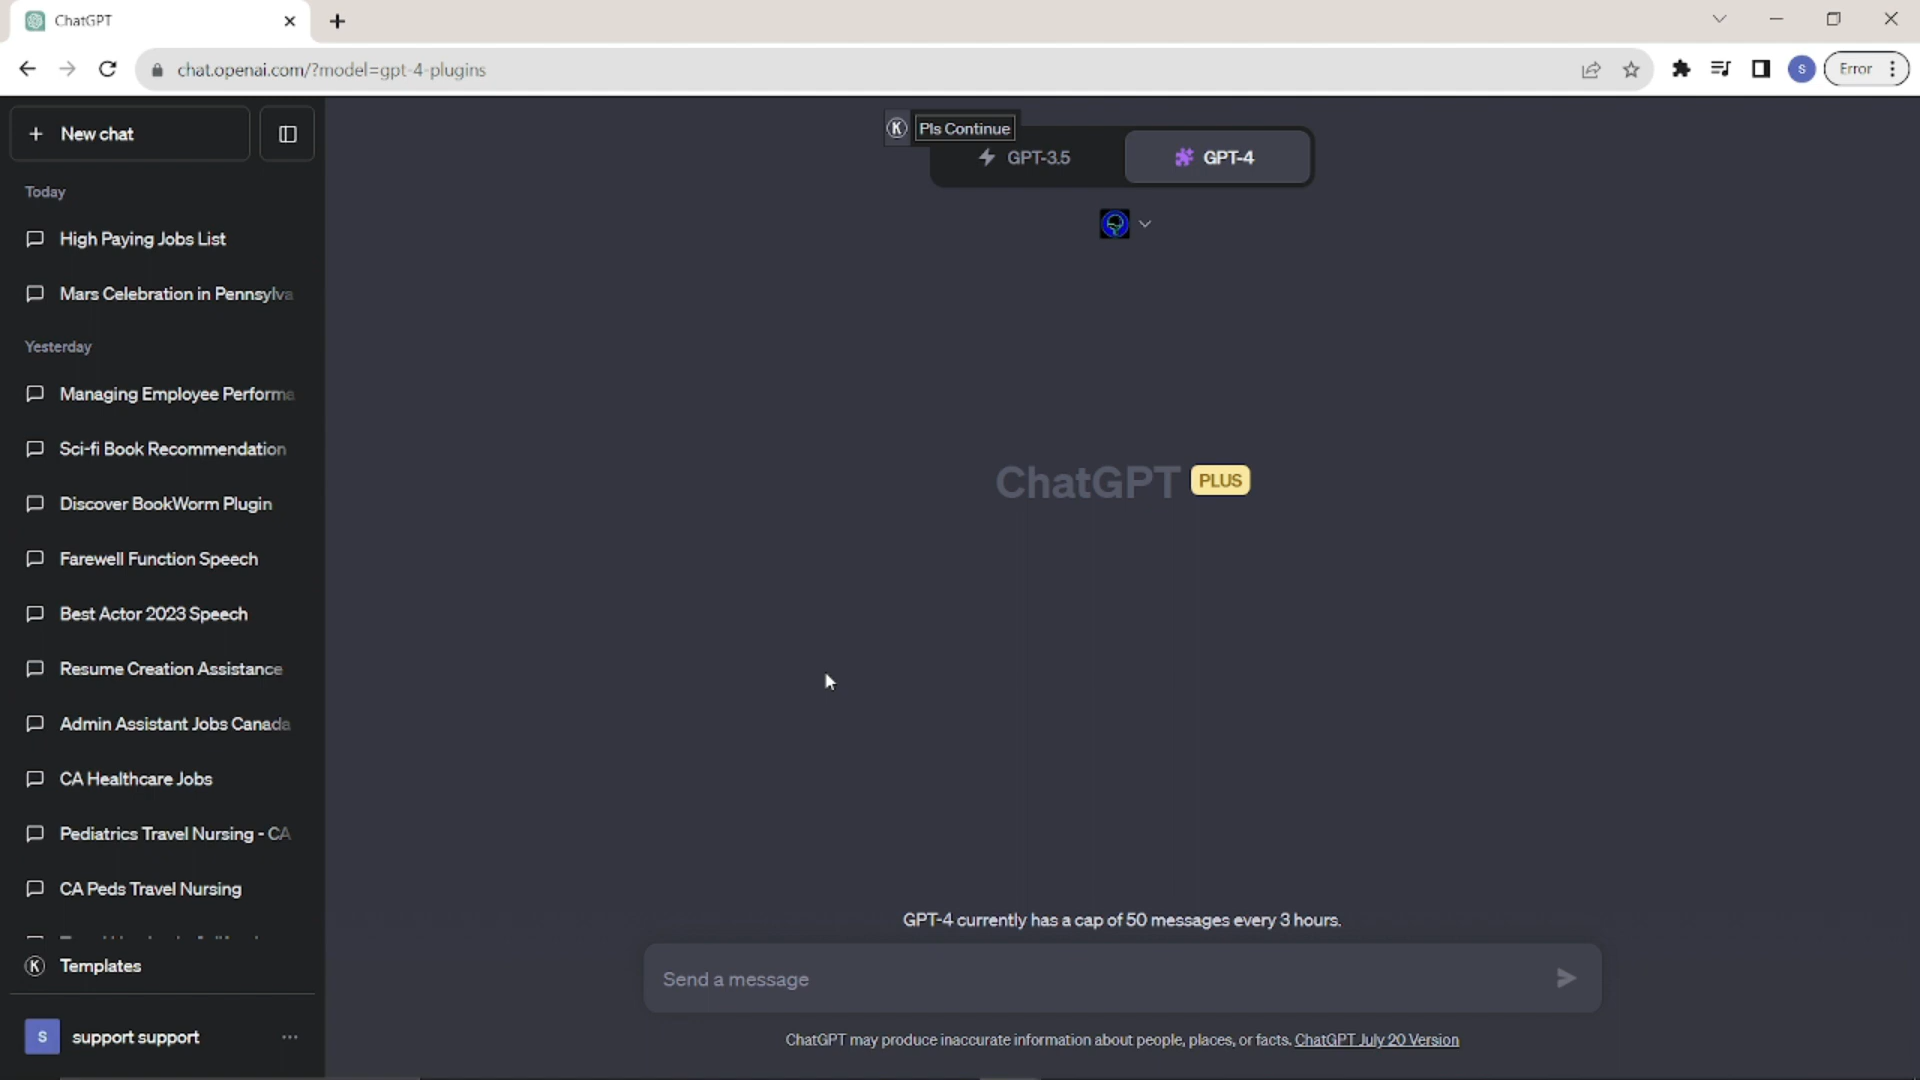 ChatGPT
chat.openai.com/?model=gpt-4-plugins
S
Error
New chat
Today
High Paying Jobs List
Mars Celebration in Pennsylva
Yesterday
Managing Employee Performa
Sci-fi Book Recommendation
Discover BookWorm Plugin
Farewell Function Speech
Best Actor 2023 Speech
Resume Creation Assistance
Admin Assistant Jobs Canada
CA Healthcare Jobs
Pediatrics Travel Nursing - CA
CA Peds Travel Nursing
K Templates
S support support
K Pls Continue
GPT-3.5
GPT-4
ChatGPT PLUS
GPT-4 currently has a cap of 50 messages every 3 hours.
Send a message
ChatGPT may produce inaccurate information about people, places, or facts. ChatGPT July 20 Version